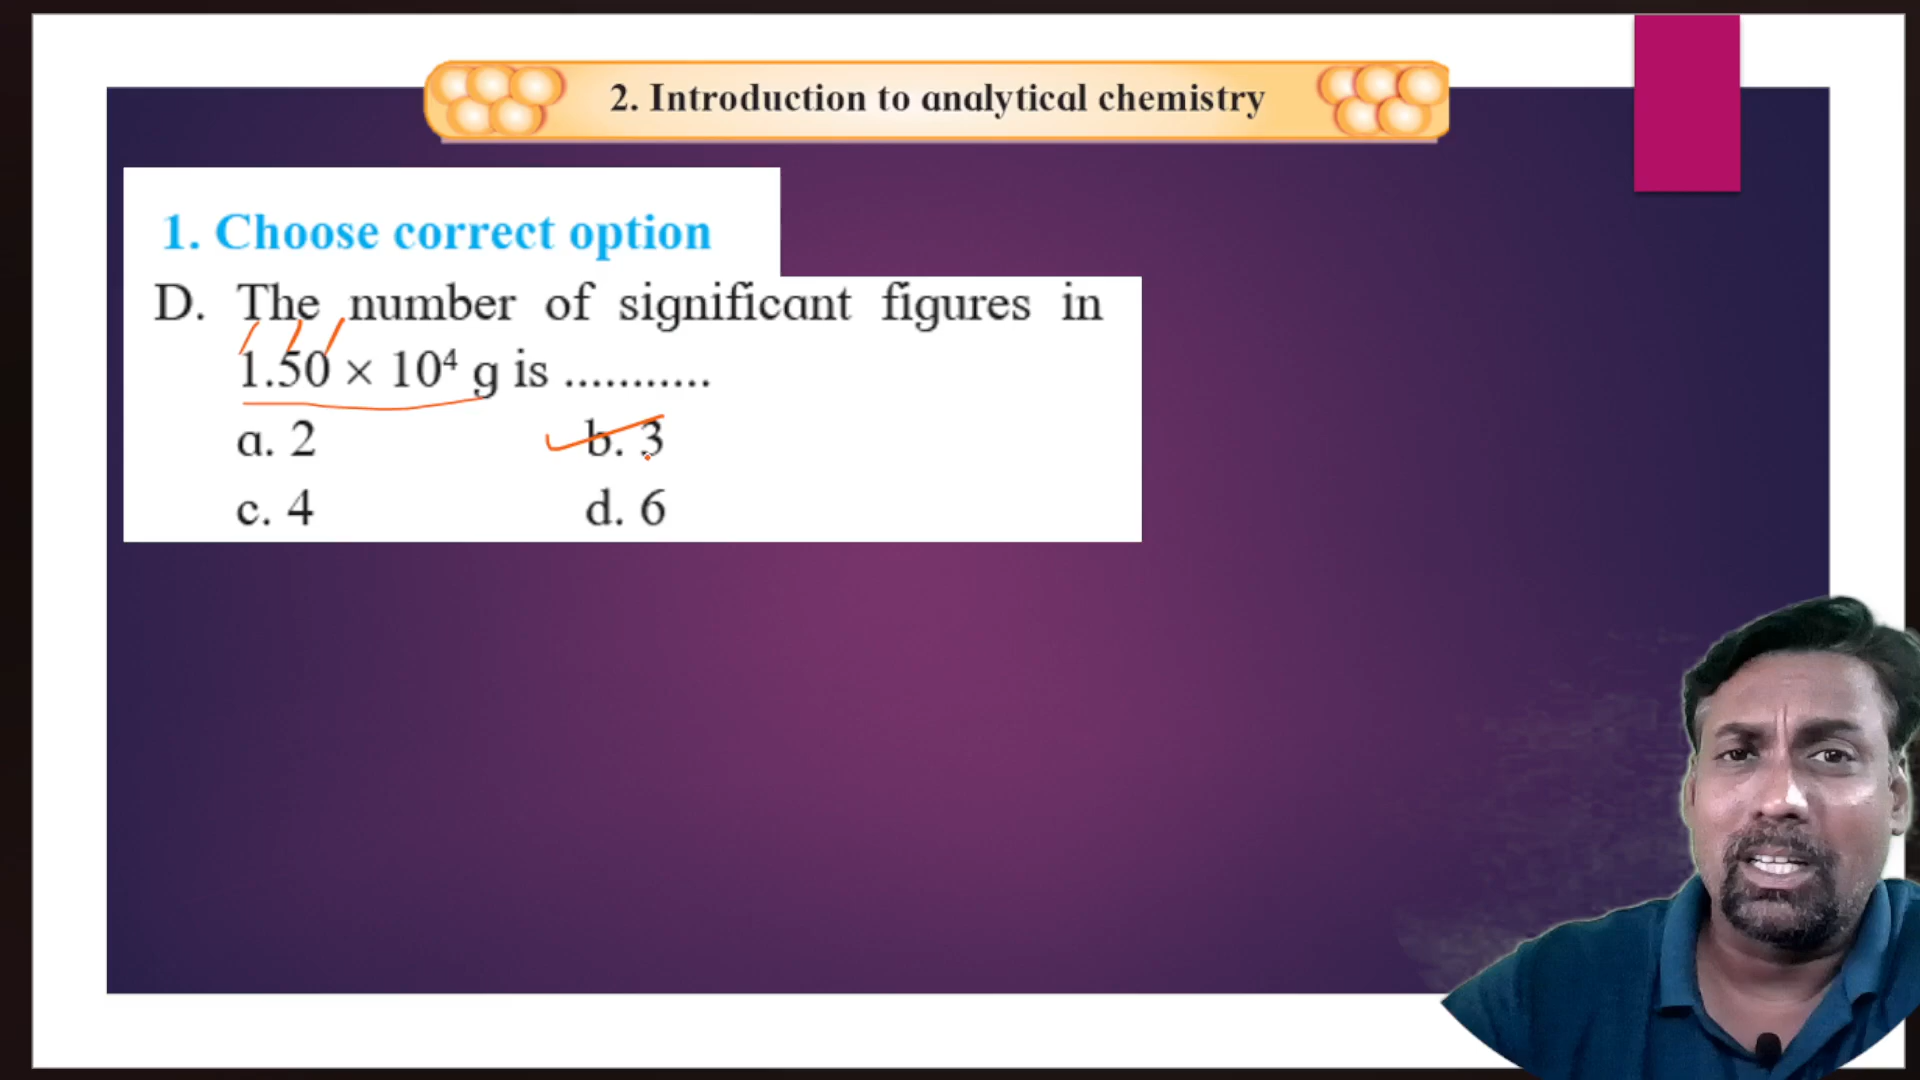 2. Introduction to analytical chemistry
1. Choose correct option
D. The number of significant figures in
1.50 × 10⁴ g is ...........
a. 2 b. 3
c. 4 d. 6